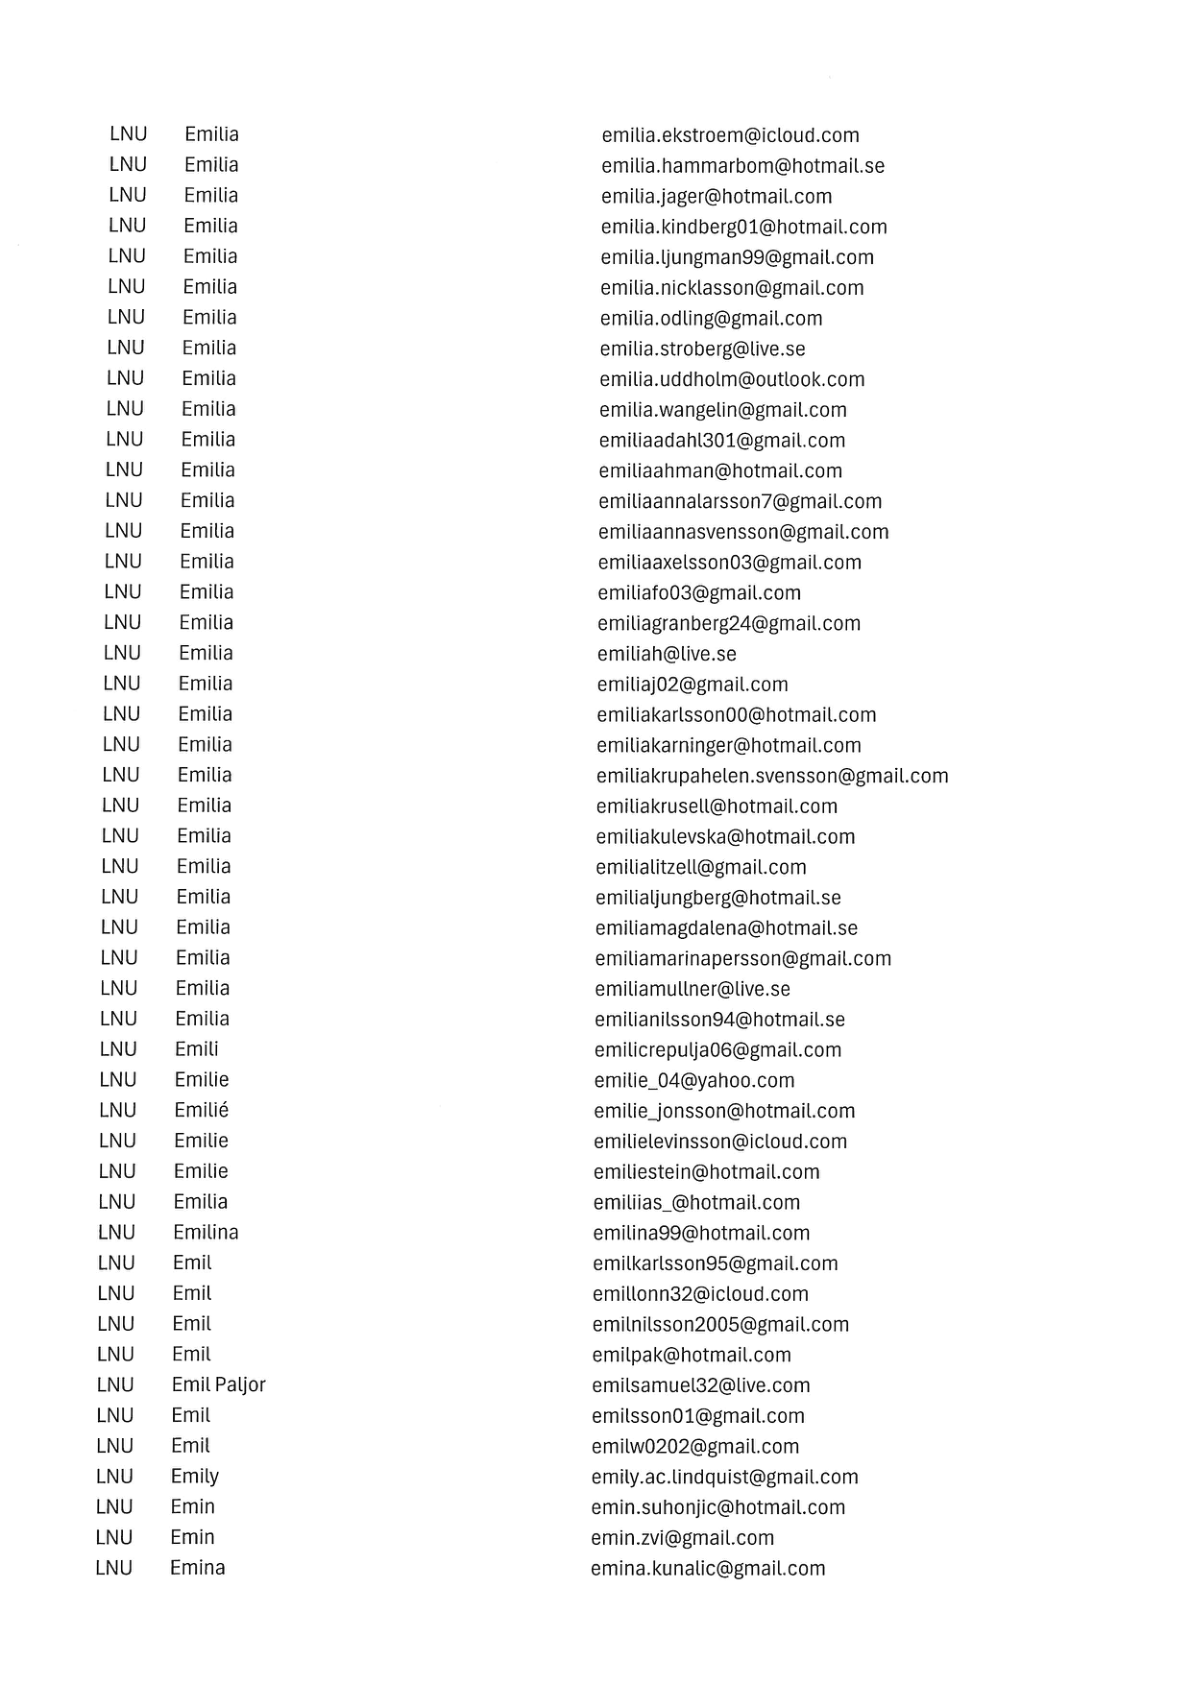 LNU Emilia emilia.ekstroem@icloud.com
LNU Emilia emilia.hammarbom@hotmail.se
LNU Emilia emilia.jager@hotmail.com
LNU Emilia emilia.kindberg01@hotmail.com
LNU Emilia emilia.ljungman99@gmail.com
LNU Emilia emilia.nicklasson@gmail.com
LNU Emilia emilia.odling@gmail.com
LNU Emilia emilia.stroberg@live.se
LNU Emilia emilia.uddholm@outlook.com
LNU Emilia emilia.wangelin@gmail.com
LNU Emilia emiliaadahl301@gmail.com
LNU Emilia emiliaahman@hotmail.com
LNU Emilia emiliaannalarsson7@gmail.com
LNU Emilia emiliaannasvensson@gmail.com
LNU Emilia emiliaaxelsson03@gmail.com
LNU Emilia emiliafo03@gmail.com
LNU Emilia emiliagranberg24@gmail.com
LNU Emilia emiliah@live.se
LNU Emilia emiliaj02@gmail.com
LNU Emilia emiliakarlsson00@hotmail.com
LNU Emilia emiliakarninger@hotmail.com
LNU Emilia emiliakrupahelen.svensson@gmail.com
LNU Emilia emiliakrusell@hotmail.com
LNU Emilia emiliakulevska@hotmail.com
LNU Emilia emilialitzell@gmail.com
LNU Emilia emilialjungberg@hotmail.se
LNU Emilia emiliamagdalena@hotmail.se
LNU Emilia emiliamarinapersson@gmail.com
LNU Emilia emiliamullner@live.se
LNU Emilia emilianilsson94@hotmail.se
LNU Emili emilicrepulja06@gmail.com
LNU Emilie emilie_04@yahoo.com
LNU Emilié emilie_jonsson@hotmail.com
LNU Emilie emilielevinsson@icloud.com
LNU Emilie emiliestein@hotmail.com
LNU Emilia emiliias_@hotmail.com
LNU Emilina emilina99@hotmail.com
LNU Emil emilkarlsson95@gmail.com
LNU Emil emillonn32@icloud.com
LNU Emil emilnilsson2005@gmail.com
LNU Emil emilpak@hotmail.com
LNU Emil Paljor emilsamuel32@live.com
LNU Emil emilsson01@gmail.com
LNU Emil emilw0202@gmail.com
LNU Emily emily.ac.lindquist@gmail.com
LNU Emin emin.suhonjic@hotmail.com
LNU Emin emin.zvi@gmail.com
LNU Emina emina.kunalic@gmail.com